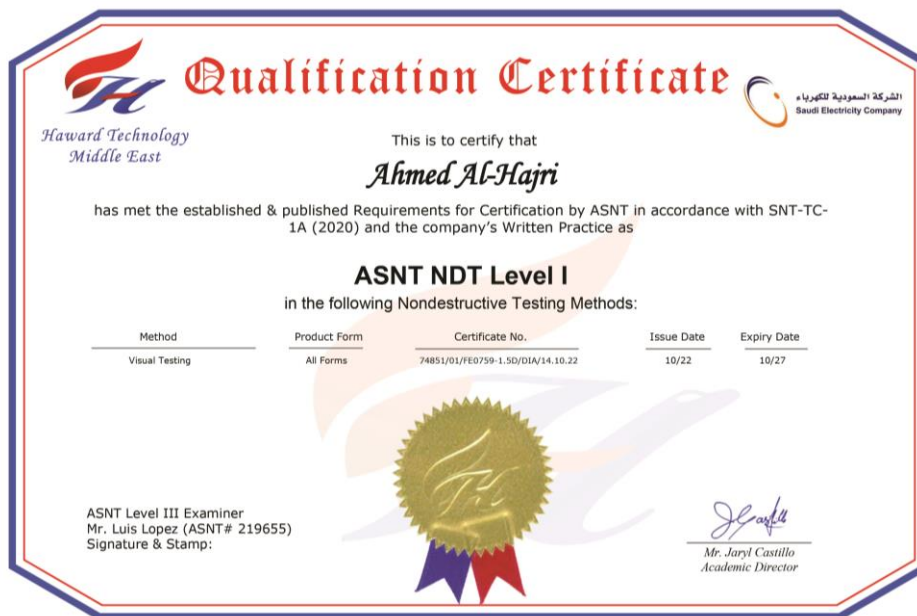 Qualification Certificate
Haward Technology
Middle East
الشركة السعودية للكهرباء
Saudi Electricity Company
This is to certify that
Ahmed Al-Hajri
has met the established & published Requirements for Certification by ASNT in accordance with SNT-TC-
1A (2020) and the company's Written Practice as
ASNT NDT Level I
in the following Nondestructive Testing Methods:
Method Product Form Certificate No. Issue Date Expiry Date
Visual Testing All Forms 74851/01/FE0759-1.5D/DIA/14.10.22 10/22 10/27
ASNT Level III Examiner
Mr. Luis Lopez (ASNT# 219655)
Signature & Stamp:
Mr. Jaryl Castillo
Academic Director